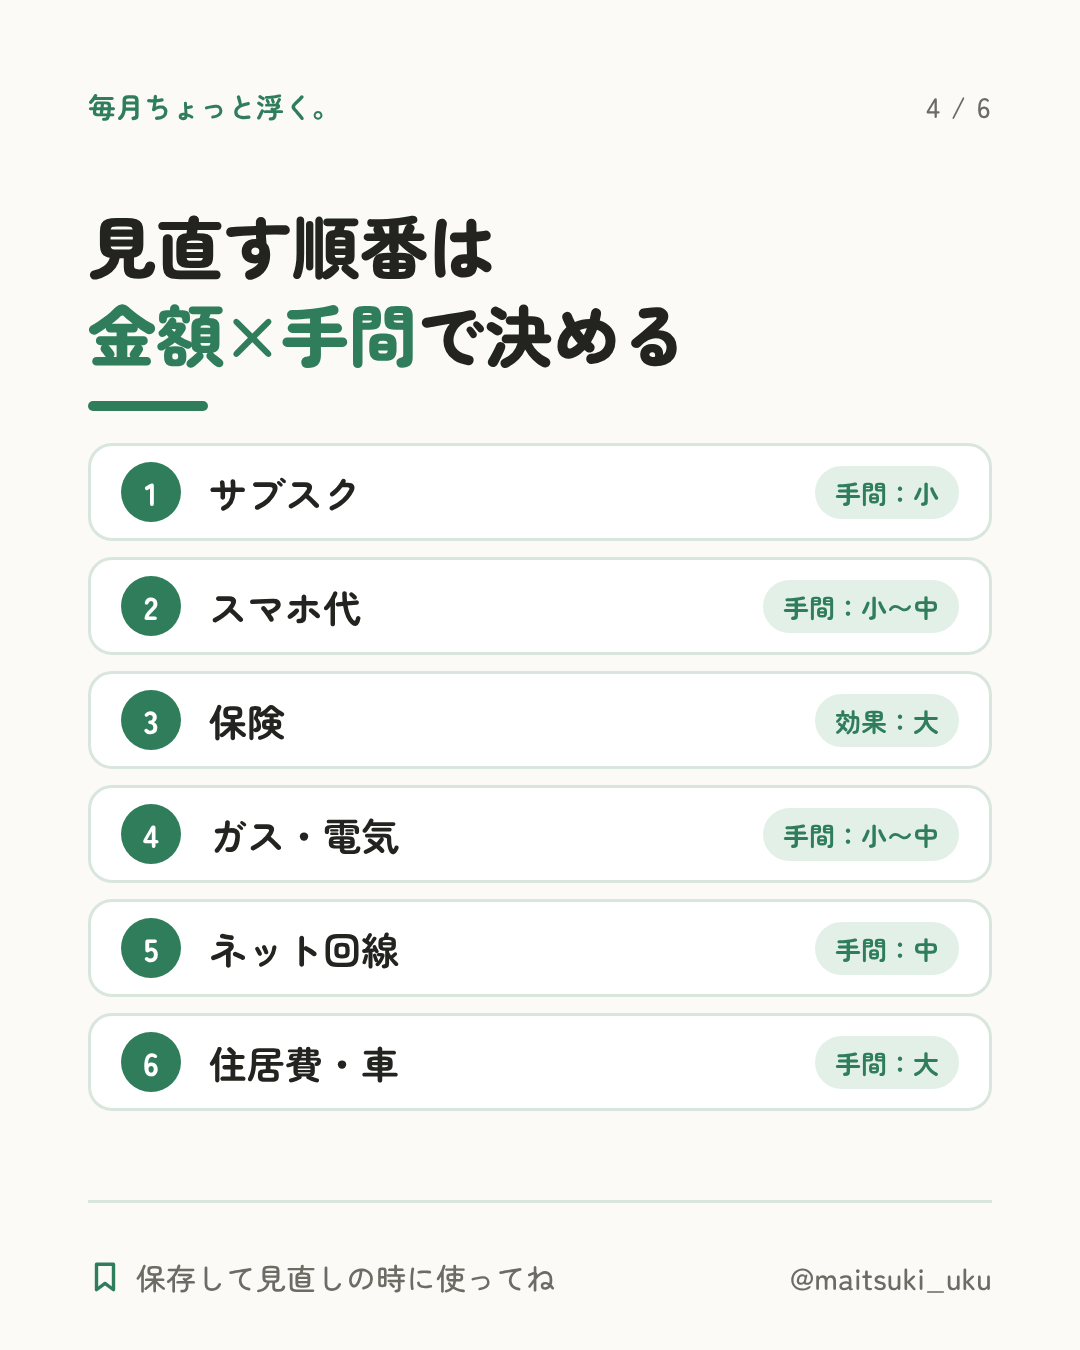 毎月ちょっと浮く。
4 / 6
見直す順番は
金額×手間で決める
1 サブスク 手間：小
2 スマホ代 手間：小〜中
3 保険 効果：大
4 ガス・電気 手間：小〜中
5 ネット回線 手間：中
6 住居費・車 手間：大
保存して見直しの時に使ってね
@maitsuki_uku